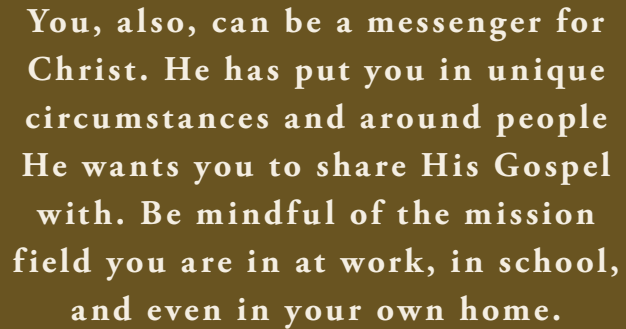 You, also, can be a messenger for
Christ. He has put you in unique
circumstances and around people
He wants you to share His Gospel
with. Be mindful of the mission
field you are in at work, in school,
and even in your own home.